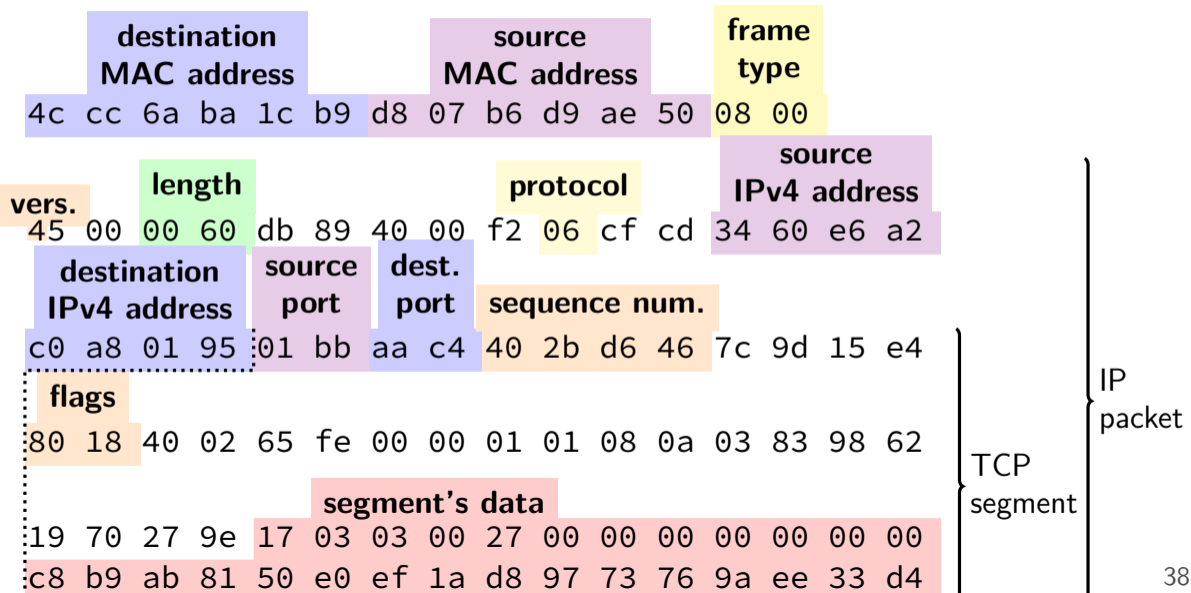 destination
MAC address
source
MAC address
frame
type
4c cc 6a ba 1c b9 d8 07 b6 d9 ae 50 08 00
vers.
length
protocol
source
IPv4 address
45 00 00 60 db 89 40 00 f2 06 cf cd 34 60 e6 a2
destination
IPv4 address
source
port
dest.
port
sequence num.
c0 a8 01 95 01 bb aa c4 40 2b d6 46 7c 9d 15 e4
flags
80 18 40 02 65 fe 00 00 01 01 08 0a 03 83 98 62
segment's data
19 70 27 9e 17 03 03 00 27 00 00 00 00 00 00 00
c8 b9 ab 81 50 e0 ef 1a d8 97 73 76 9a ee 33 d4
TCP
segment
IP
packet
38